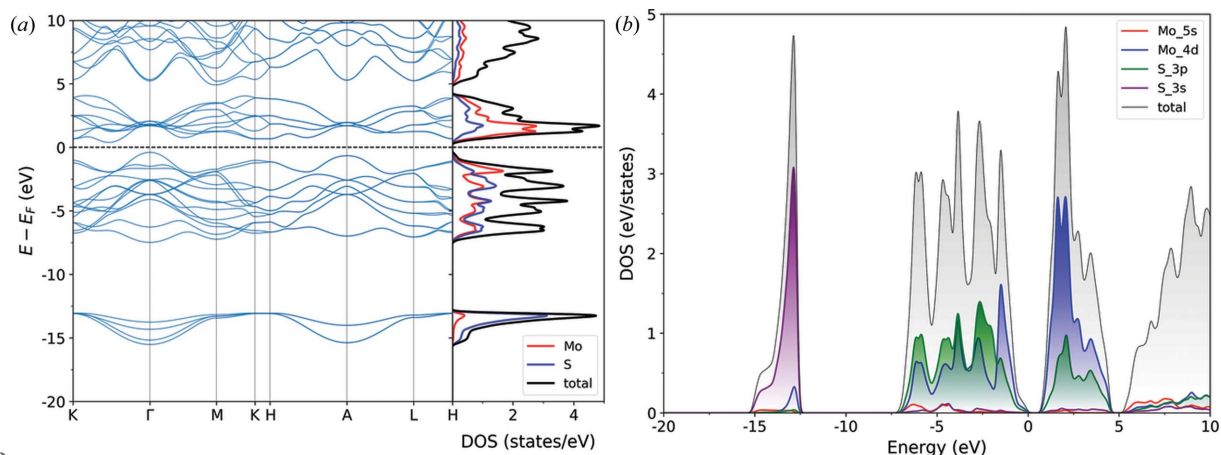 (a)
10
5
0
-5
-10
-15
-20
E − E_F (eV)
K Γ M K H A L H
2 4
DOS (states/eV)
Mo
S
total
(b)
5
4
3
2
1
0
DOS (eV/states)
-20 -15 -10 -5 0 5 10
Energy (eV)
Mo_5s
Mo_4d
S_3p
S_3s
total